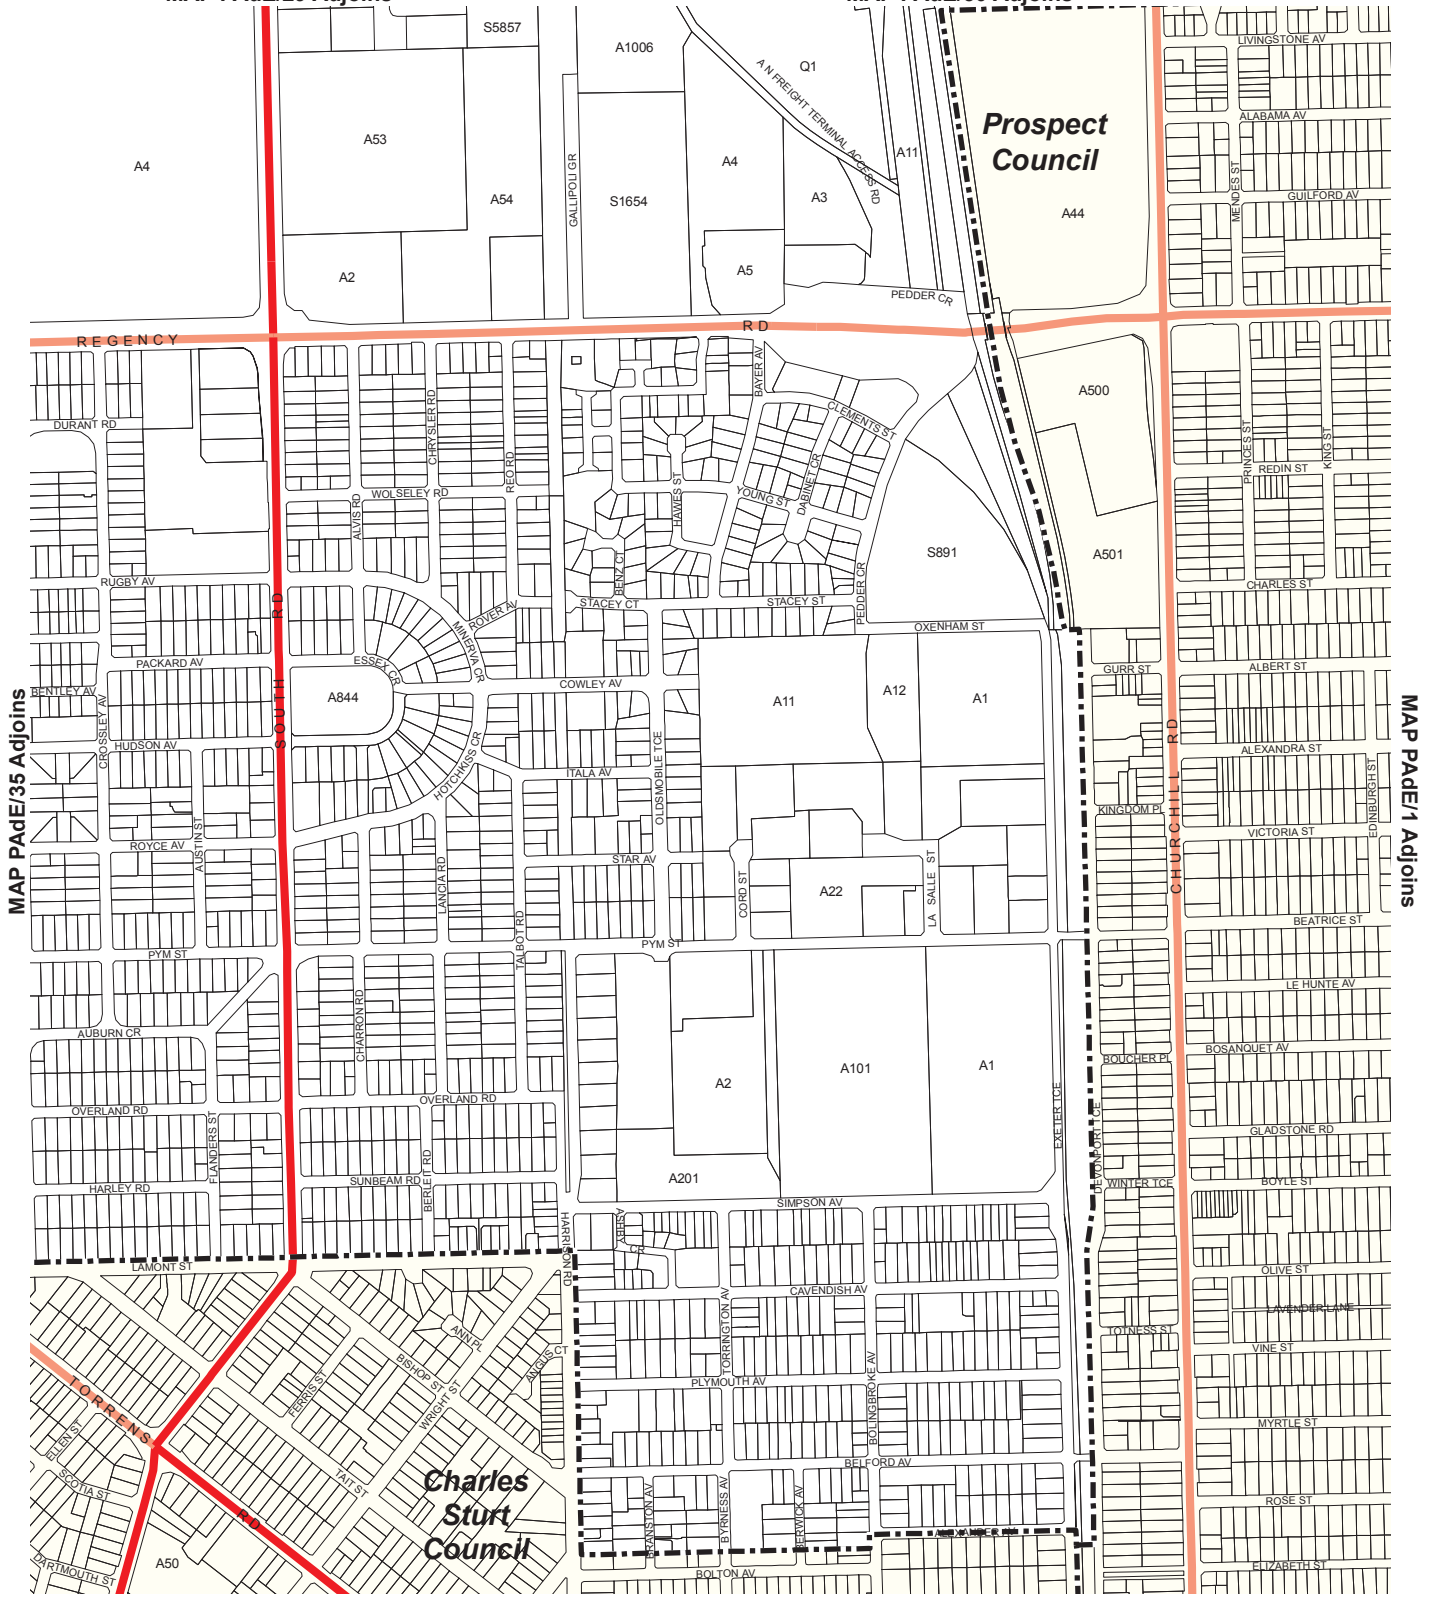 S5857
A1006
Q1
A N FREIGHT TERMINAL ACCESS RD
LIVINGSTONE AV
Prospect
Council
ALABAMA AV
A4
A53
A54
GALLIPOLI GR
S1654
A4
A3
A11
A44
MENDES ST
GUILFORD AV
A2
A5
PEDDER CR
REGENCY
RD
BAYER AV
DURANT RD
CHRYSLER RD
REO RD
CLEMENTS ST
A500
PRINCES ST
KING ST
REDIN ST
WOLSELEY RD
ALVIS RD
HAWES ST
YOUNG ST
DABINET CR
S891
A501
RUGBY AV
BENZ CT
STACEY CT
STACEY ST
PEDDER CR
CHARLES ST
ROVER AV
MINERVA CR
OXENHAM ST
PACKARD AV
ESSEX CR
GURR ST
ALBERT ST
BENTLEY AV
CROSSLEY AV
A844
COWLEY AV
A11
A12
A1
SOUTH RD
MAP PAdE/35 Adjoins
MAP PAdE/1 Adjoins
HUDSON AV
HOTCHKISS CR
ITALA AV
OLDSMOBILE TCE
CHURCHILL RD
ALEXANDRA ST
EDINBURGH ST
KINGDOM PL
VICTORIA ST
ROYCE AV
AUSTIN ST
LANCIA RD
STAR AV
CORD ST
A22
LA SALLE ST
TALBOT RD
BEATRICE ST
PYM ST
PYM ST
LE HUNTE AV
AUBURN CR
CHARRON RD
BOSANQUET AV
BOUCHER PL
A2
A101
A1
OVERLAND RD
OVERLAND RD
EXETER TCE
DEVONPORT TCE
GLADSTONE RD
FLANDERS ST
HARLEY RD
SUNBEAM RD
BERLEIT RD
A201
SIMPSON AV
WINTER TCE
BOYLE ST
HARRISON RD
ASHBY CR
LAMONT ST
OLIVE ST
CAVENDISH AV
LAVENDER LANE
ANN PL
TOTNESS ST
VINE ST
TORRINGTON AV
BISHOP ST
ANGUS CT
FERRIS ST
WRIGHT ST
PLYMOUTH AV
BOLINGBROKE AV
TORRENS
RD
ELLEN ST
MYRTLE ST
SCOTIA ST
TAIT ST
BELFORD AV
Charles
Sturt
Council
BRANSTON AV
BYRNESS AV
BERWICK AV
ROSE ST
ALEXANDER AV
A50
DARTMOUTH ST
BOLTON AV
ELIZABETH ST